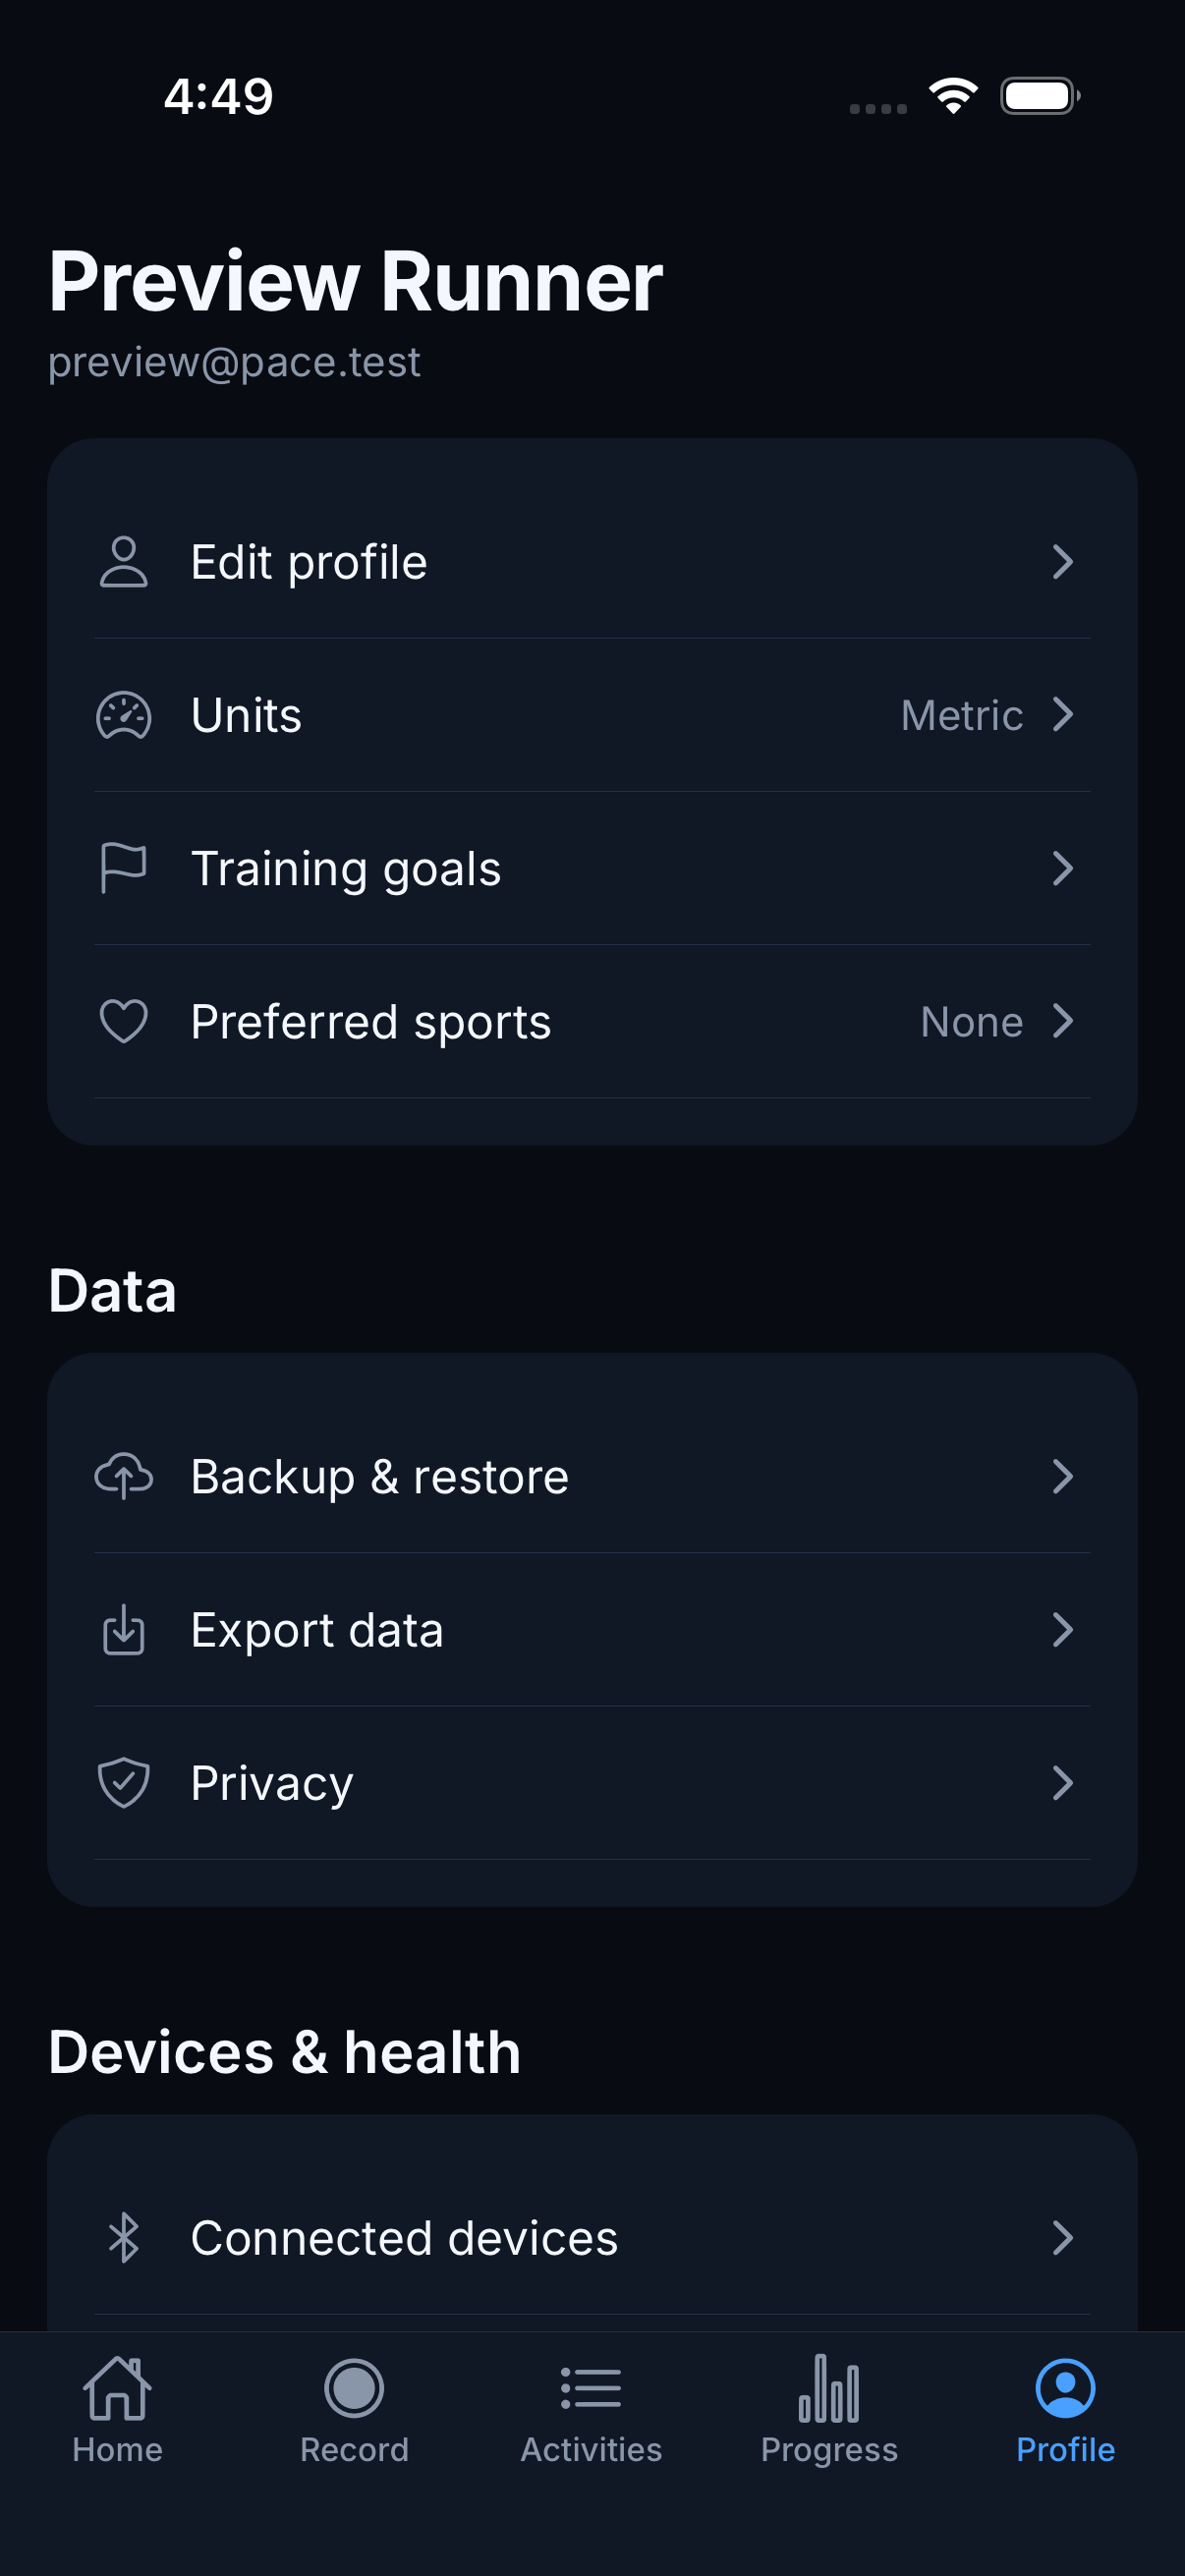 4:49
Preview Runner
preview@pace.test
Edit profile
Units Metric
Training goals
Preferred sports None
Data
Backup & restore
Export data
Privacy
Devices & health
Connected devices
Home Record Activities Progress Profile